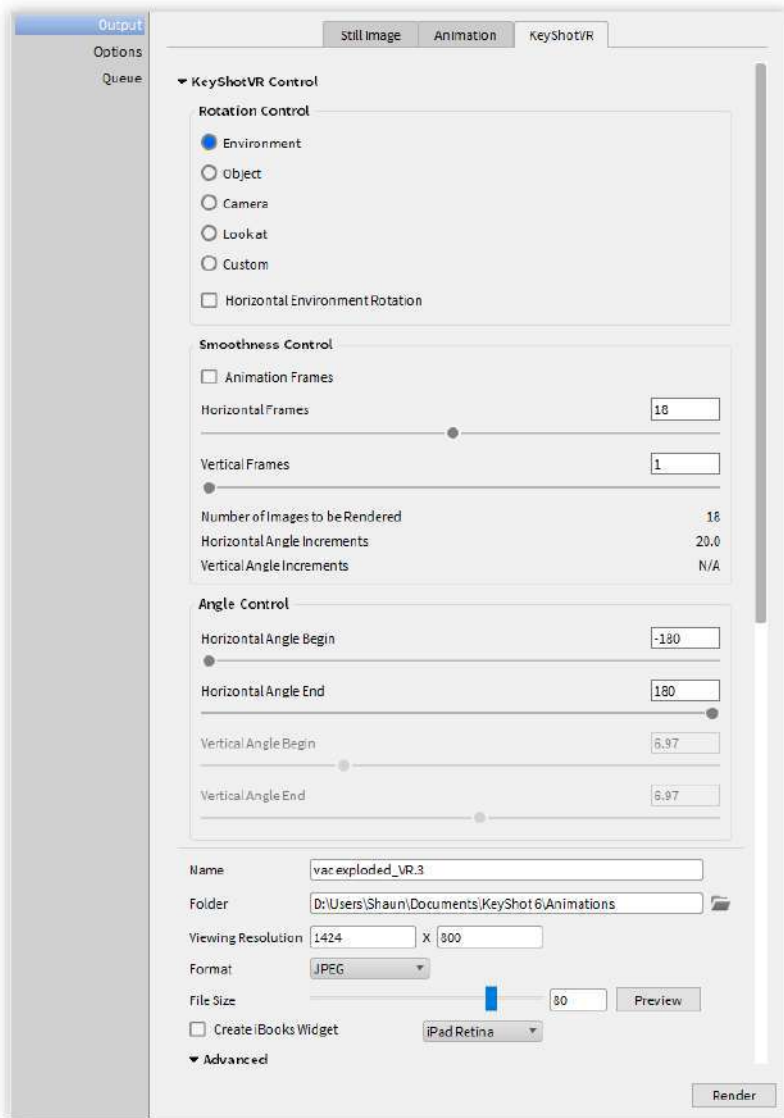 Output
Options
Queue
Still Image Animation KeyShotVR
KeyShotVR Control
Rotation Control
Environment
Object
Camera
Lookat
Custom
Horizontal Environment Rotation
Smoothness Control
Animation Frames
Horizontal Frames 18
Vertical Frames 1
Number of Images to be Rendered 18
Horizontal Angle Increments 20.0
Vertical Angle Increments N/A
Angle Control
Horizontal Angle Begin -180
Horizontal Angle End 180
Vertical Angle Begin 6.97
Vertical Angle End 6.97
Name vac exploded_VR.3
Folder D:\Users\Shaun\Documents\KeyShot 6\Animations
Viewing Resolution 1424 X 800
Format JPEG
File Size 80 Preview
Create iBooks Widget iPad Retina
Advanced
Render